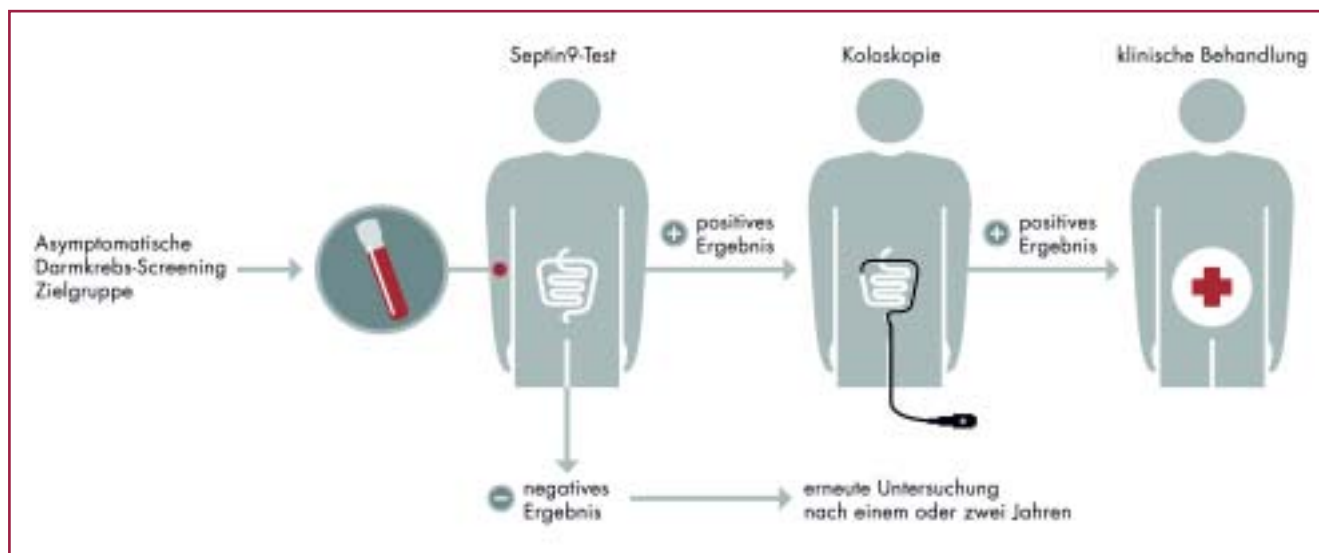 Septin9-Test
Koloskopie
klinische Behandlung
Asymptomatische
Darmkrebs-Screening
Zielgruppe
positives
Ergebnis
positives
Ergebnis
negatives
Ergebnis
erneute Untersuchung
nach einem oder zwei Jahren